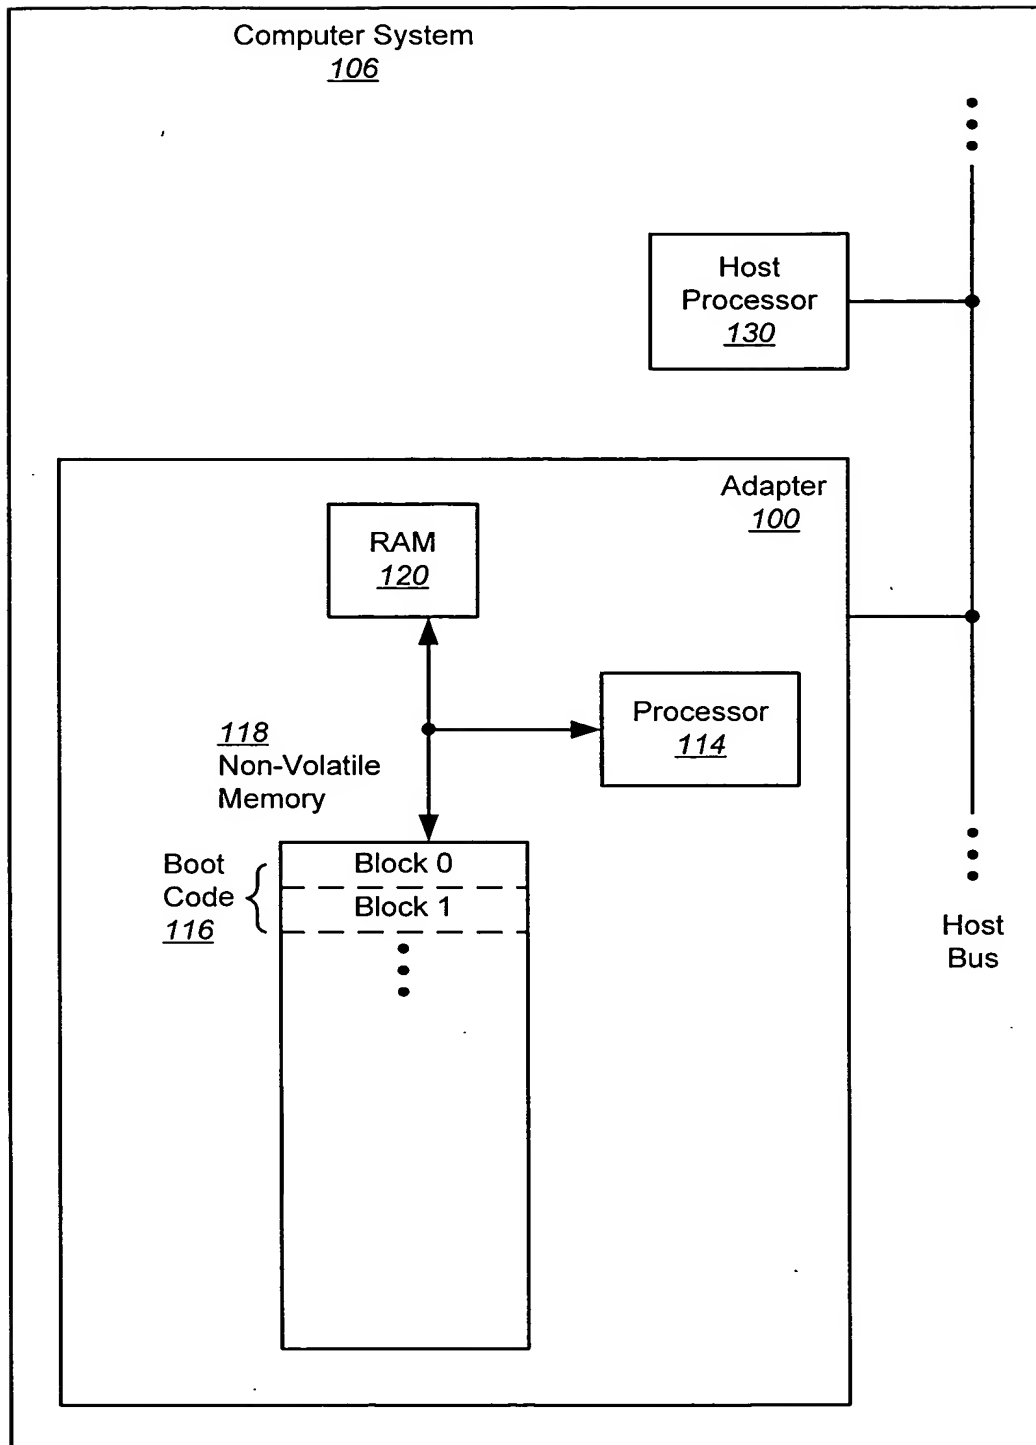 Computer System
106
Host
Processor
130
Adapter
100
RAM
120
Processor
114
118
Non-Volatile
Memory
Boot
Code
116
Block 0
Block 1
Host
Bus